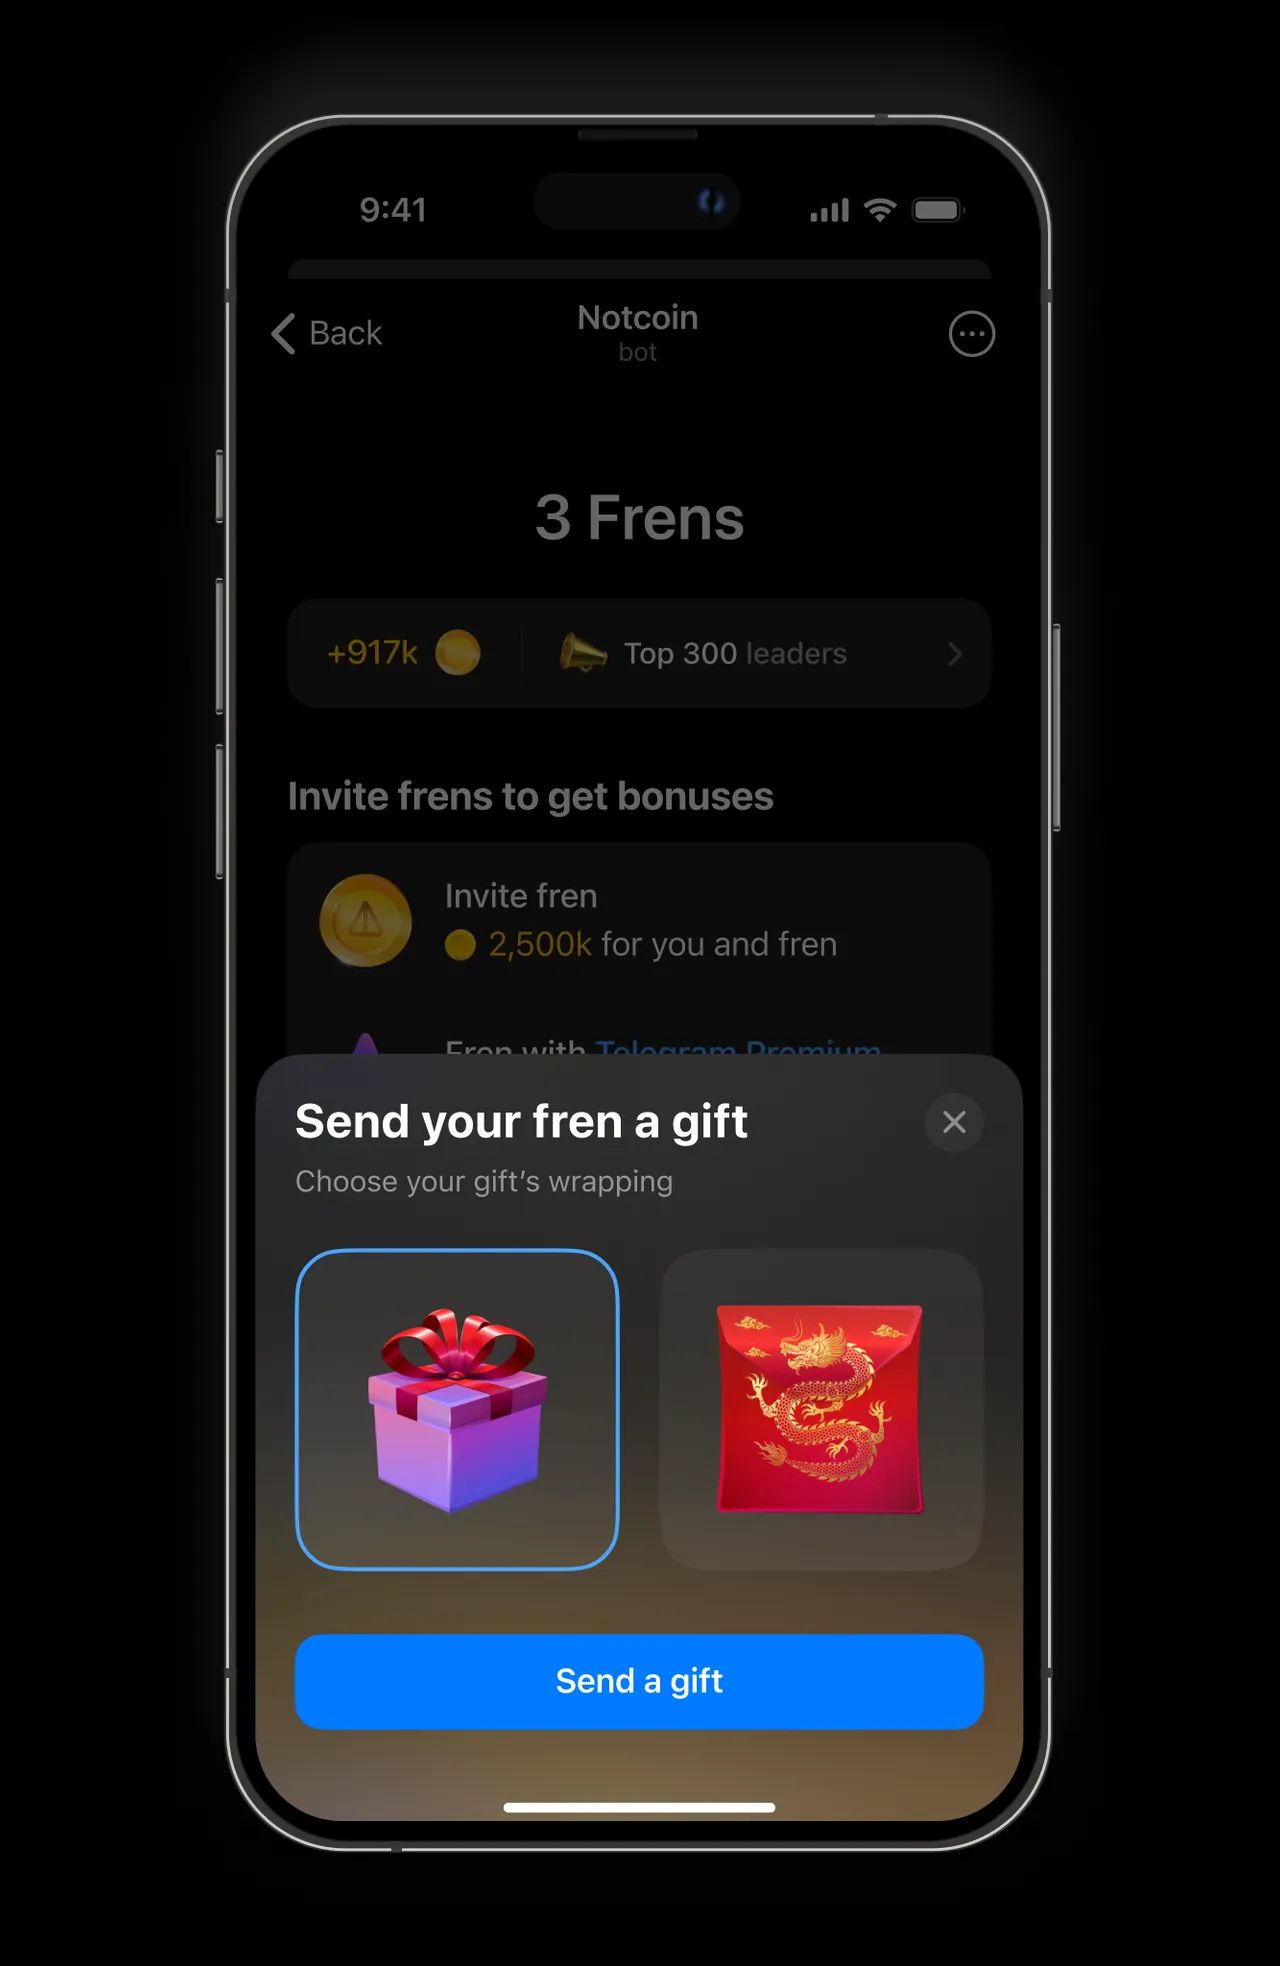 9:41
Back
Notcoin
bot
3 Frens
+917k
Top 300 leaders
Invite frens to get bonuses
Invite fren
2,500k for you and fren
Fren with Telegram Premium
Send your fren a gift
Choose your gift’s wrapping
Send a gift